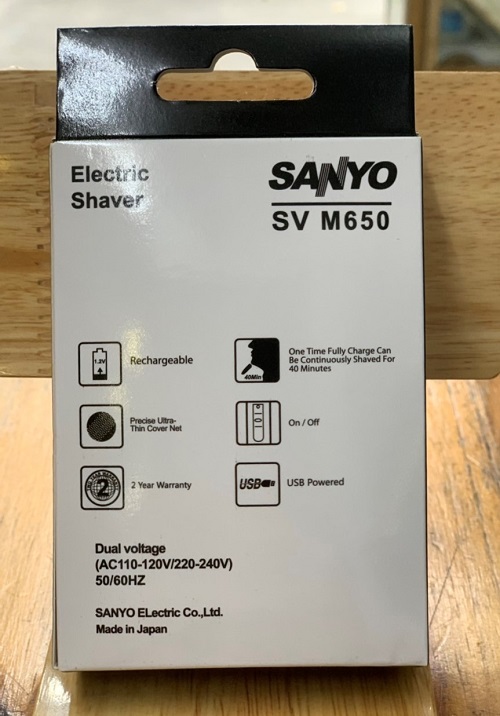 Electric
Shaver
SANYO
SV M650
1.2V
Rechargeable
40Min
One Time Fully Charge Can
Be Continuously Shaved For
40 Minutes
Precise Ultra-
Thin Cover Net
On / Off
2
2 Year Warranty
USB
USB Powered
Dual voltage
(AC110-120V/220-240V)
50/60HZ
SANYO ELectric Co.,Ltd.
Made in Japan